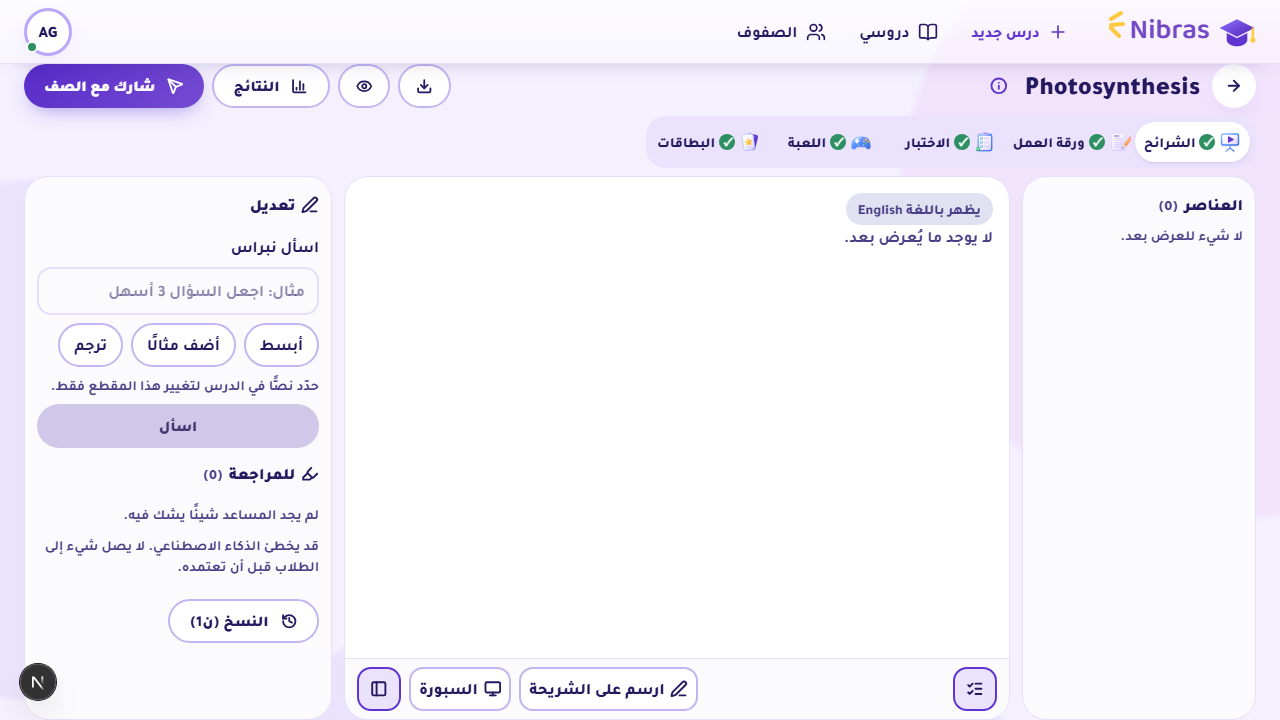 Nibras
درس جديد
دروسي
الصفوف
AG
Photosynthesis
النتائج
شارك مع الصف
الشرائح
ورقة العمل
الاختبار
اللعبة
البطاقات
العناصر (0)
لا شيء للعرض بعد.
يظهر باللغة English
لا يوجد ما يُعرض بعد.
ارسم على الشريحة
السبورة
تعديل
اسأل نبراس
مثال: اجعل السؤال 3 أسهل
أبسط
أضف مثالًا
ترجم
حدّد نصًّا في الدرس لتغيير هذا المقطع فقط.
اسأل
للمراجعة (0)
لم يجد المساعد شيئًا يشك فيه.
قد يخطئ الذكاء الاصطناعي. لا يصل شيء إلى
الطلاب قبل أن تعتمده.
النسخ (ن1)
N